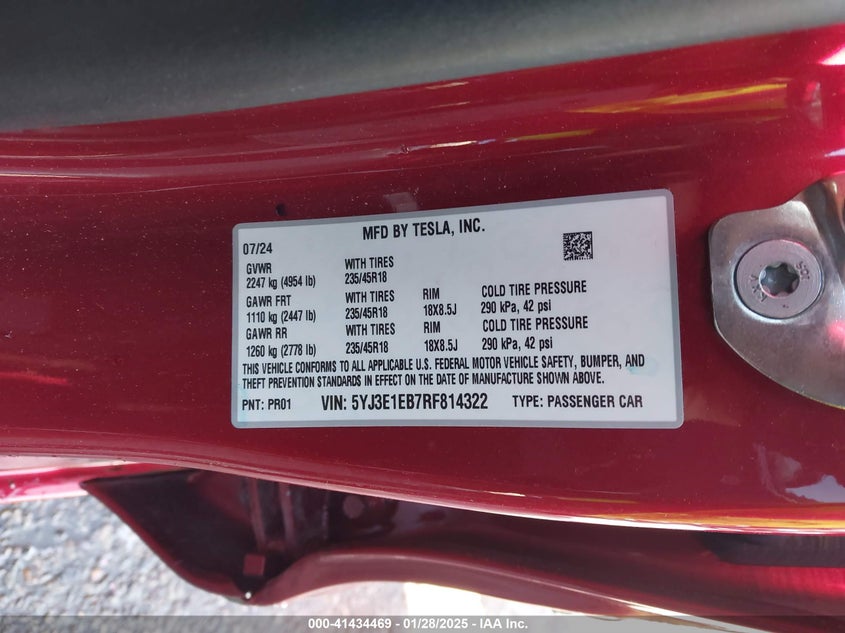 MFD BY TESLA, INC.
07/24
GVWR WITH TIRES
2247 kg (4954 lb) 235/45R18
GAWR FRT WITH TIRES RIM COLD TIRE PRESSURE
1110 kg (2447 lb) 235/45R18 18X8.5J 290 kPa, 42 psi
GAWR RR WITH TIRES RIM COLD TIRE PRESSURE
1260 kg (2778 lb) 235/45R18 18X8.5J 290 kPa, 42 psi
THIS VEHICLE CONFORMS TO ALL APPLICABLE U.S. FEDERAL MOTOR VEHICLE SAFETY, BUMPER, AND
THEFT PREVENTION STANDARDS IN EFFECT ON THE DATE OF MANUFACTURE SHOWN ABOVE.
PNT: PR01 VIN: 5YJ3E1EB7RF814322 TYPE: PASSENGER CAR
000-41434469 - 01/28/2025 - IAA Inc.